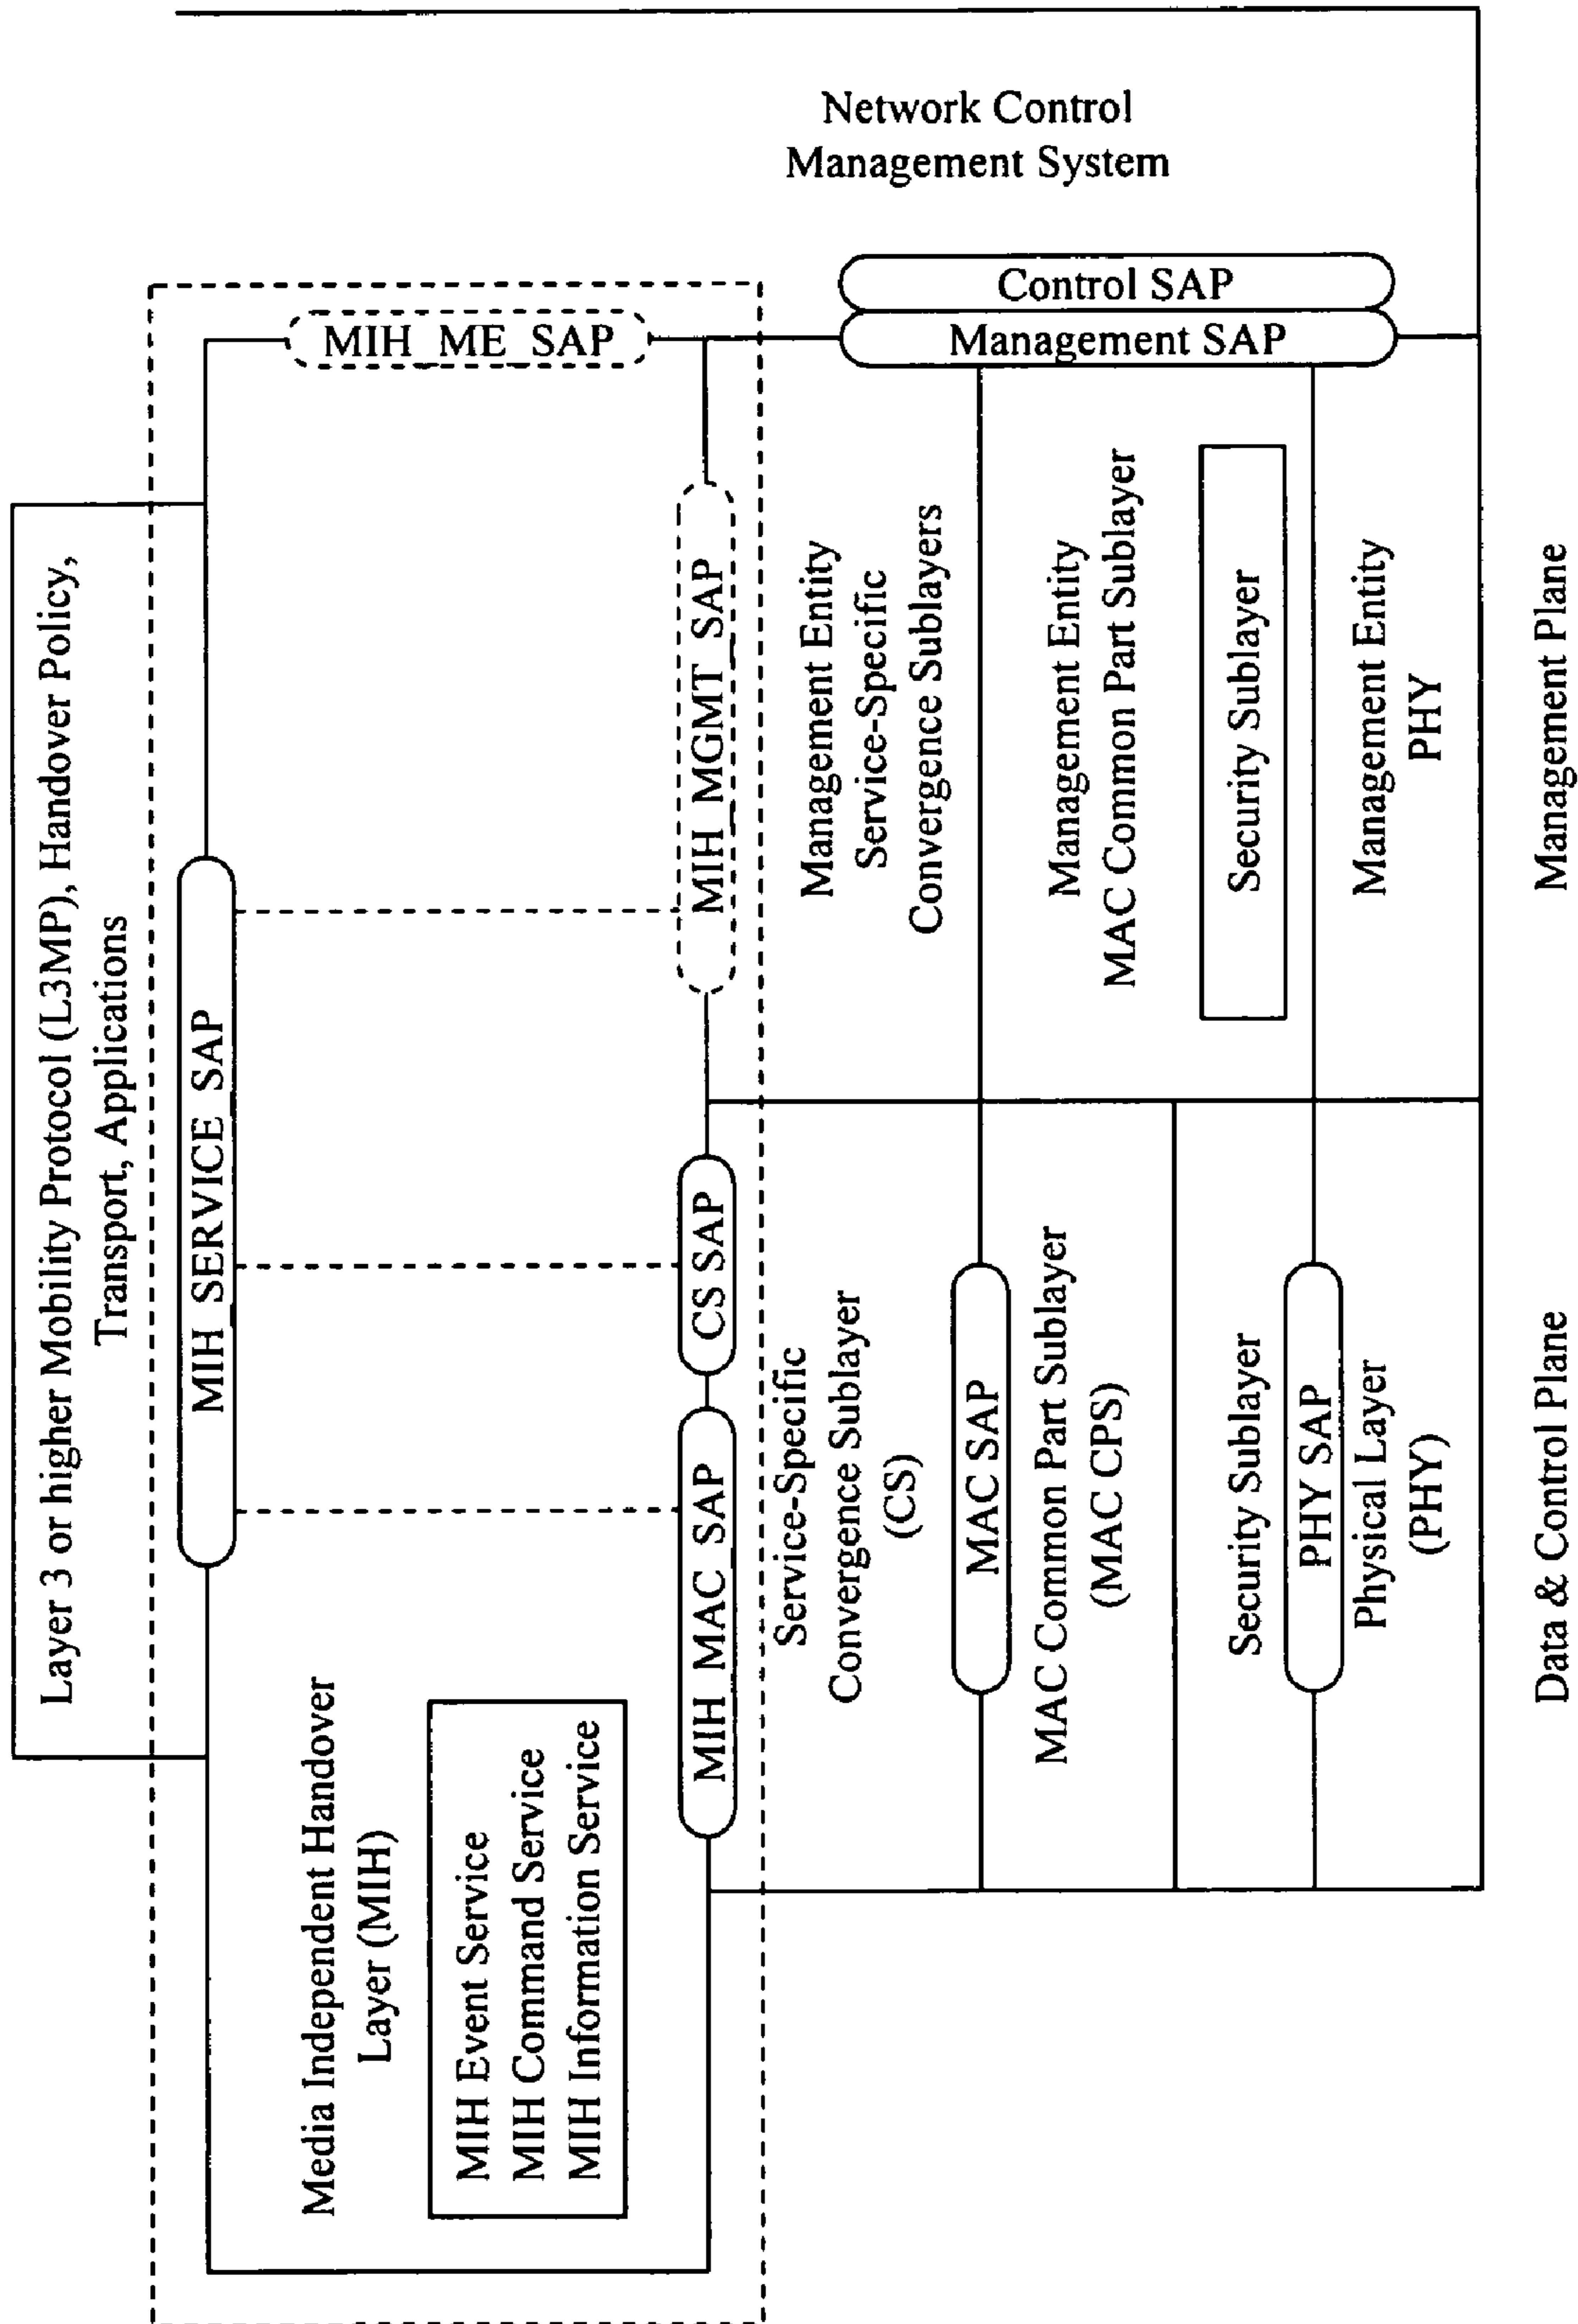 Layer 3 or higher Mobility Protocol (L3MP), Handover Policy,
Transport, Applications
MIH_SERVICE_SAP
Media Independent Handover
Layer (MIH)
MIH Event Service
MIH Command Service
MIH Information Service
MIH_ME_SAP
MIH_MAC_SAP
CS SAP
MIH_MGMT_SAP
Service-Specific
Convergence Sublayer
(CS)
MAC SAP
MAC Common Part Sublayer
(MAC CPS)
Security Sublayer
PHY SAP
Physical Layer
(PHY)
Data & Control Plane
Management Entity
Service-Specific
Convergence Sublayers
Management Entity
MAC Common Part Sublayer
Security Sublayer
Management Entity
PHY
Management Plane
Management SAP
Control SAP
Network Control
Management System